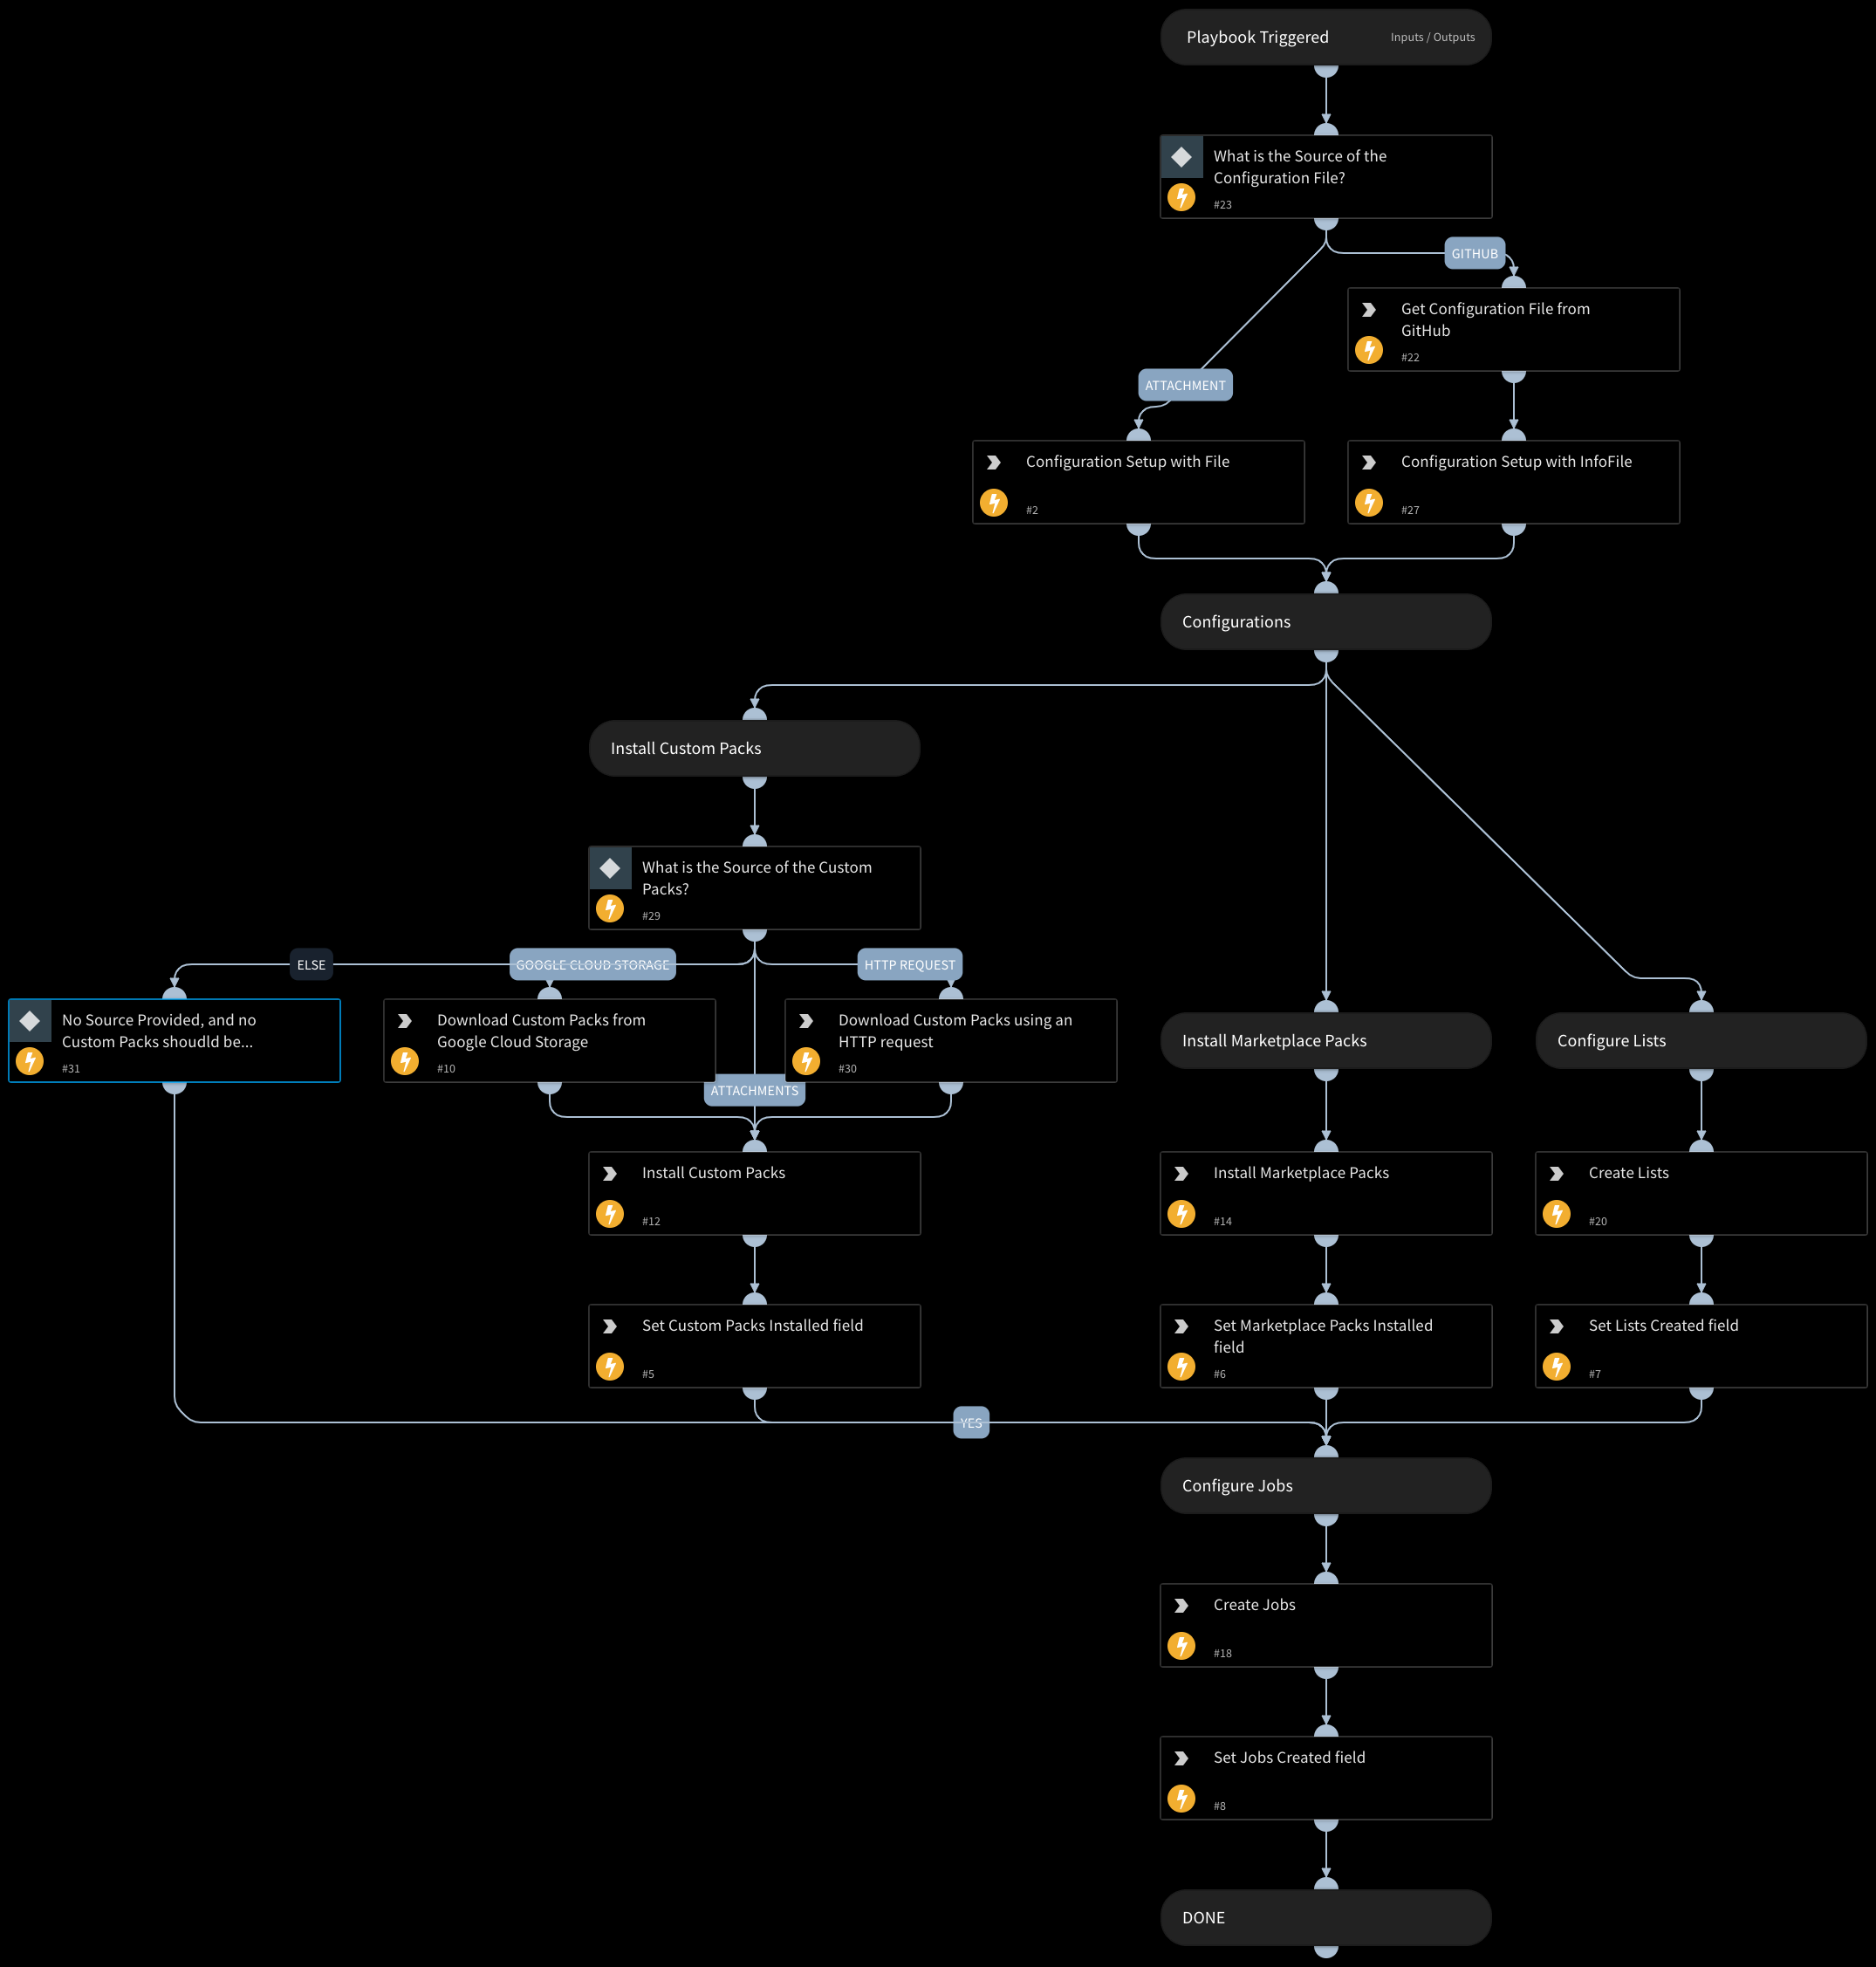 Playbook Triggered
Inputs / Outputs
What is the Source of the
Configuration File?
#23
GITHUB
Get Configuration File from
GitHub
#22
ATTACHMENT
Configuration Setup with File
#2
Configuration Setup with InfoFile
#27
Configurations
Install Custom Packs
What is the Source of the Custom
Packs?
#29
ELSE
GOOGLE CLOUD STORAGE
HTTP REQUEST
No Source Provided, and no
Custom Packs shoudld be...
#31
Download Custom Packs from
Google Cloud Storage
#10
Download Custom Packs using an
HTTP request
#30
Install Marketplace Packs
Configure Lists
ATTACHMENTS
Install Custom Packs
#12
Install Marketplace Packs
#14
Create Lists
#20
Set Custom Packs Installed field
#5
Set Marketplace Packs Installed
field
#6
Set Lists Created field
#7
YES
Configure Jobs
Create Jobs
#18
Set Jobs Created field
#8
DONE